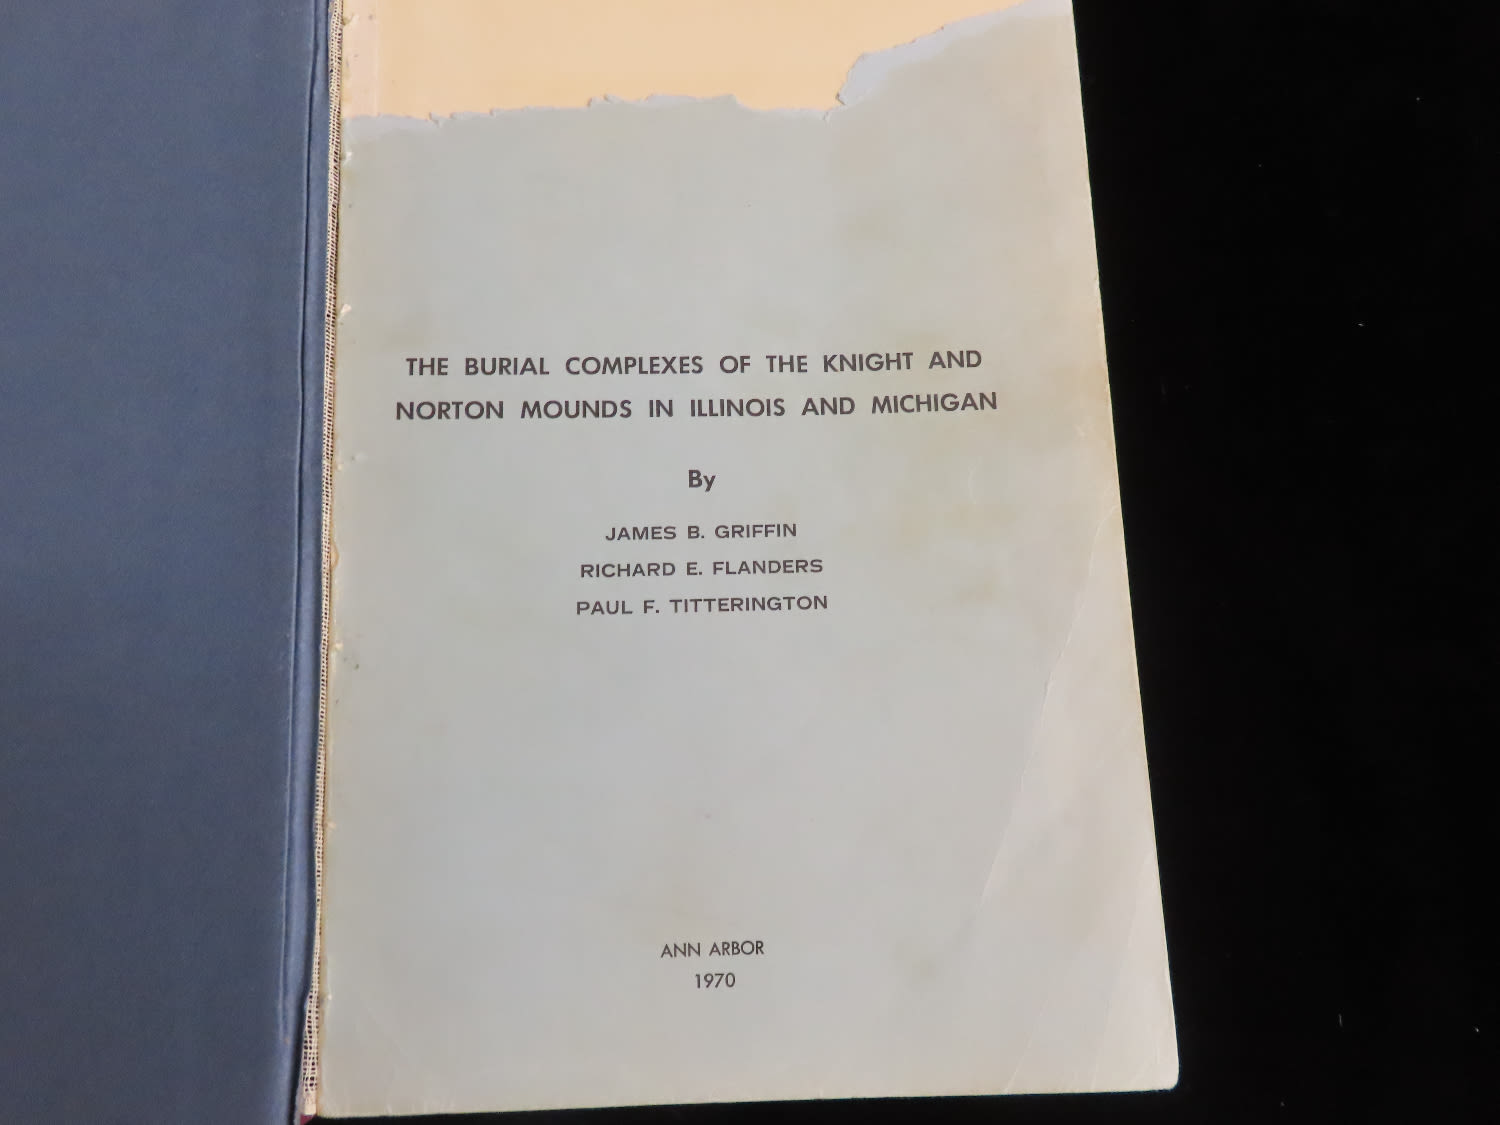 THE BURIAL COMPLEXES OF THE KNIGHT AND
NORTON MOUNDS IN ILLINOIS AND MICHIGAN
By
JAMES B. GRIFFIN
RICHARD E. FLANDERS
PAUL F. TITTERINGTON
ANN ARBOR
1970